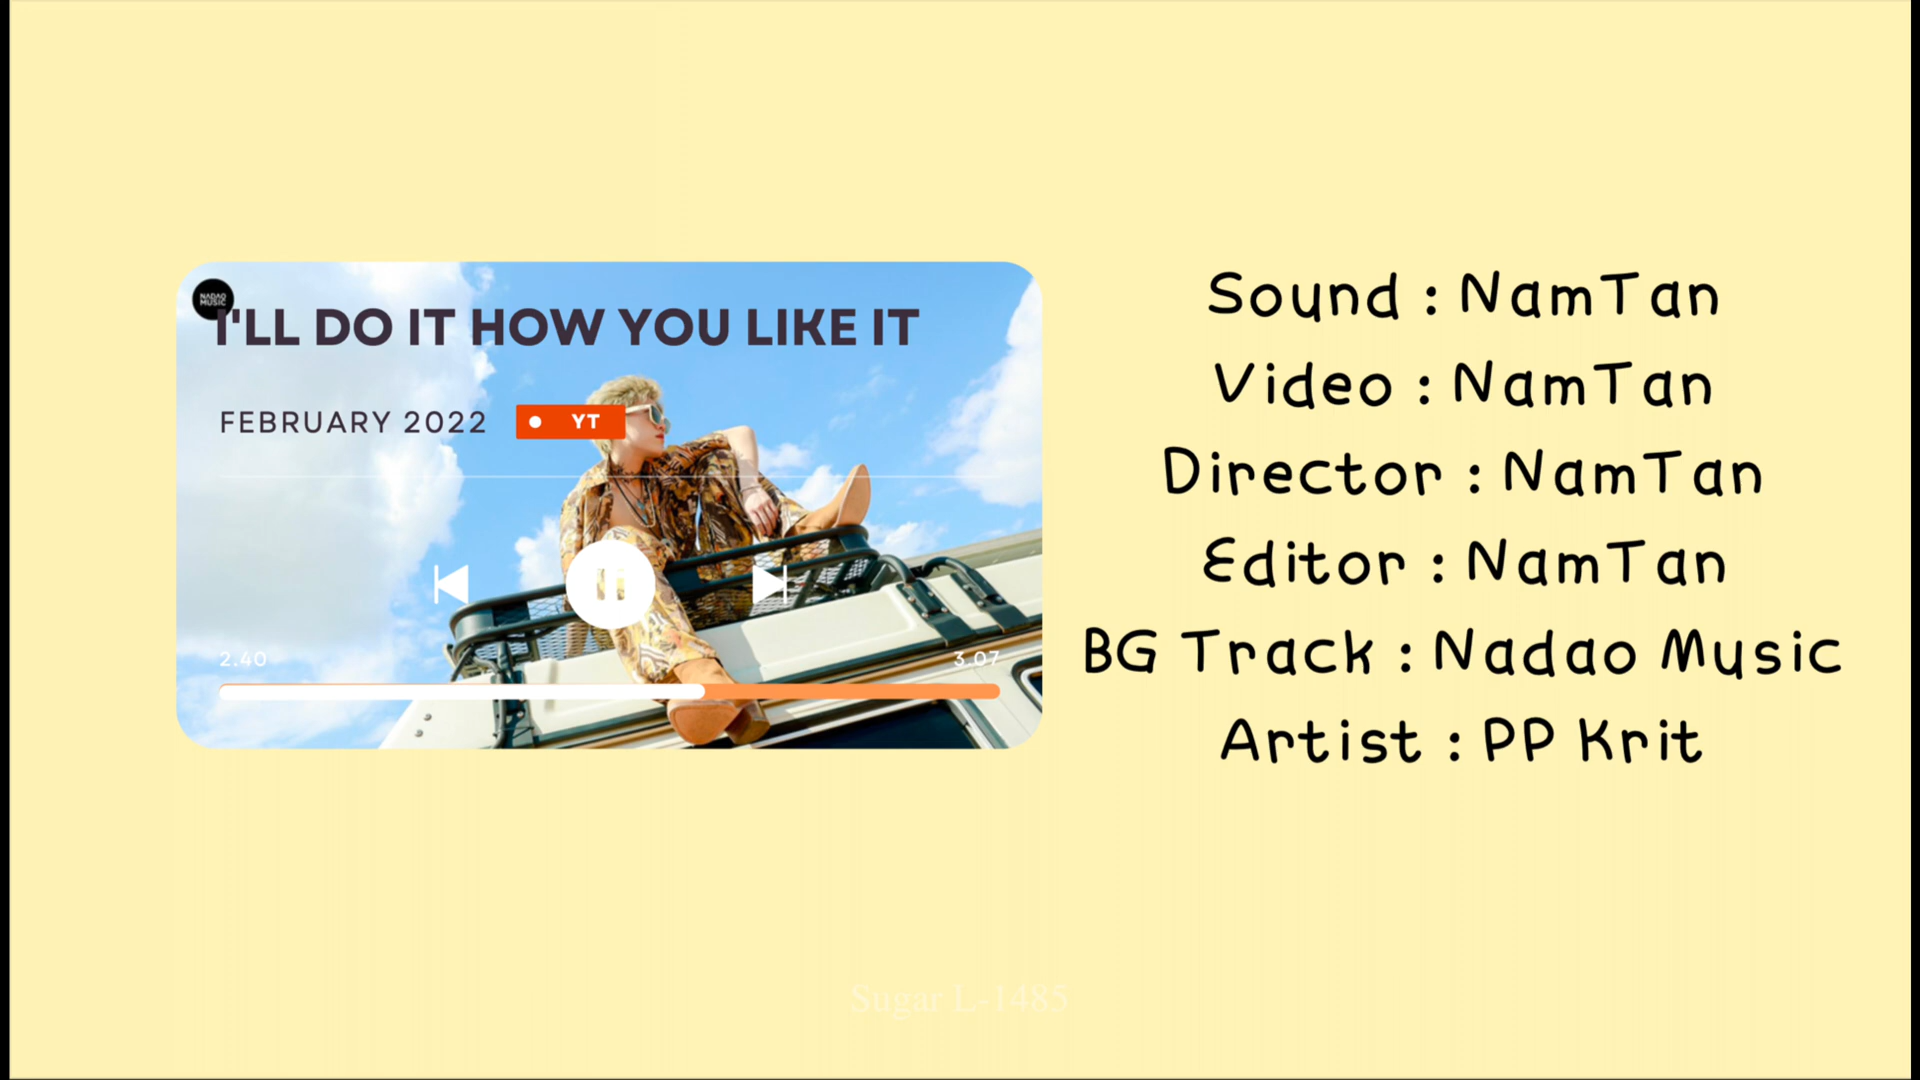 NADAO
MUSIC
I'LL DO IT HOW YOU LIKE IT
FEBRUARY 2022
YT
2.40
3.07
Sound : NamTan
Video : NamTan
Director : NamTan
Editor : NamTan
BG Track : Nadao Music
Artist : PP Krit
Sugar L-1485